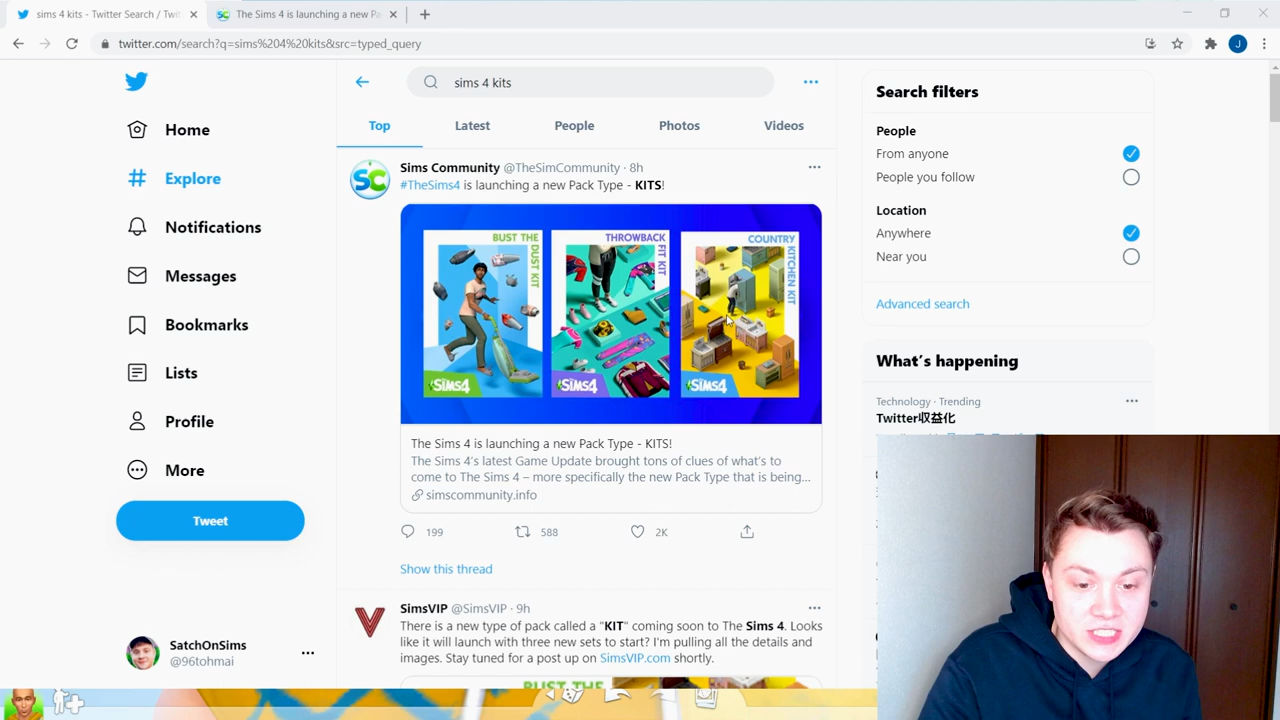 sims 4 kits - Twitter Search / Twit
The Sims 4 is launching a new Pa
twitter.com/search?q=sims%204%20kits&src=typed_query
J
Home
Explore
Notifications
Messages
Bookmarks
Lists
Profile
More
Tweet
SatchOnSims
@96tohmai
sims 4 kits
Top
Latest
People
Photos
Videos
Sims Community @TheSimCommunity · 8h
#TheSims4 is launching a new Pack Type - KITS!
BUST THE DUST KIT
THROWBACK FIT KIT
COUNTRY KITCHEN KIT
SIMS4
SIMS4
SIMS4
The Sims 4 is launching a new Pack Type - KITS!
The Sims 4's latest Game Update brought tons of clues of what's to
come to The Sims 4 – more specifically the new Pack Type that is being...
simscommunity.info
199
588
2K
Show this thread
SimsVIP @SimsVIP · 9h
There is a new type of pack called a "KIT" coming soon to The Sims 4. Looks
like it will launch with three new sets to start? I'm pulling all the details and
images. Stay tuned for a post up on SimsVIP.com shortly.
BUST THE
Search filters
People
From anyone
People you follow
Location
Anywhere
Near you
Advanced search
What's happening
Technology · Trending
Twitter収益化